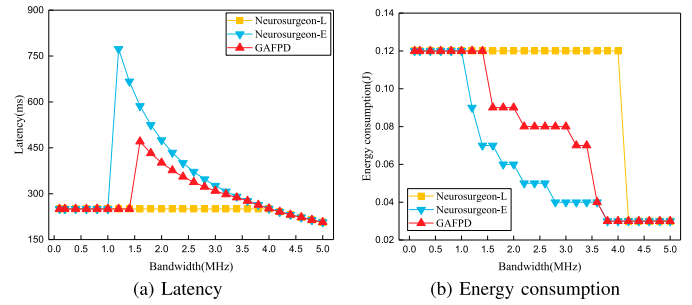 900
750
600
450
300
150
Latency(ms)
Neurosurgeon-L
Neurosurgeon-E
GAFPD
0.0 0.5 1.0 1.5 2.0 2.5 3.0 3.5 4.0 4.5 5.0
Bandwidth(MHz)
(a) Latency
0.14
0.12
0.10
0.08
0.06
0.04
0.02
Energy consumption(J)
Neurosurgeon-L
Neurosurgeon-E
GAFPD
0.0 0.5 1.0 1.5 2.0 2.5 3.0 3.5 4.0 4.5 5.0
Bandwidth(MHz)
(b) Energy consumption